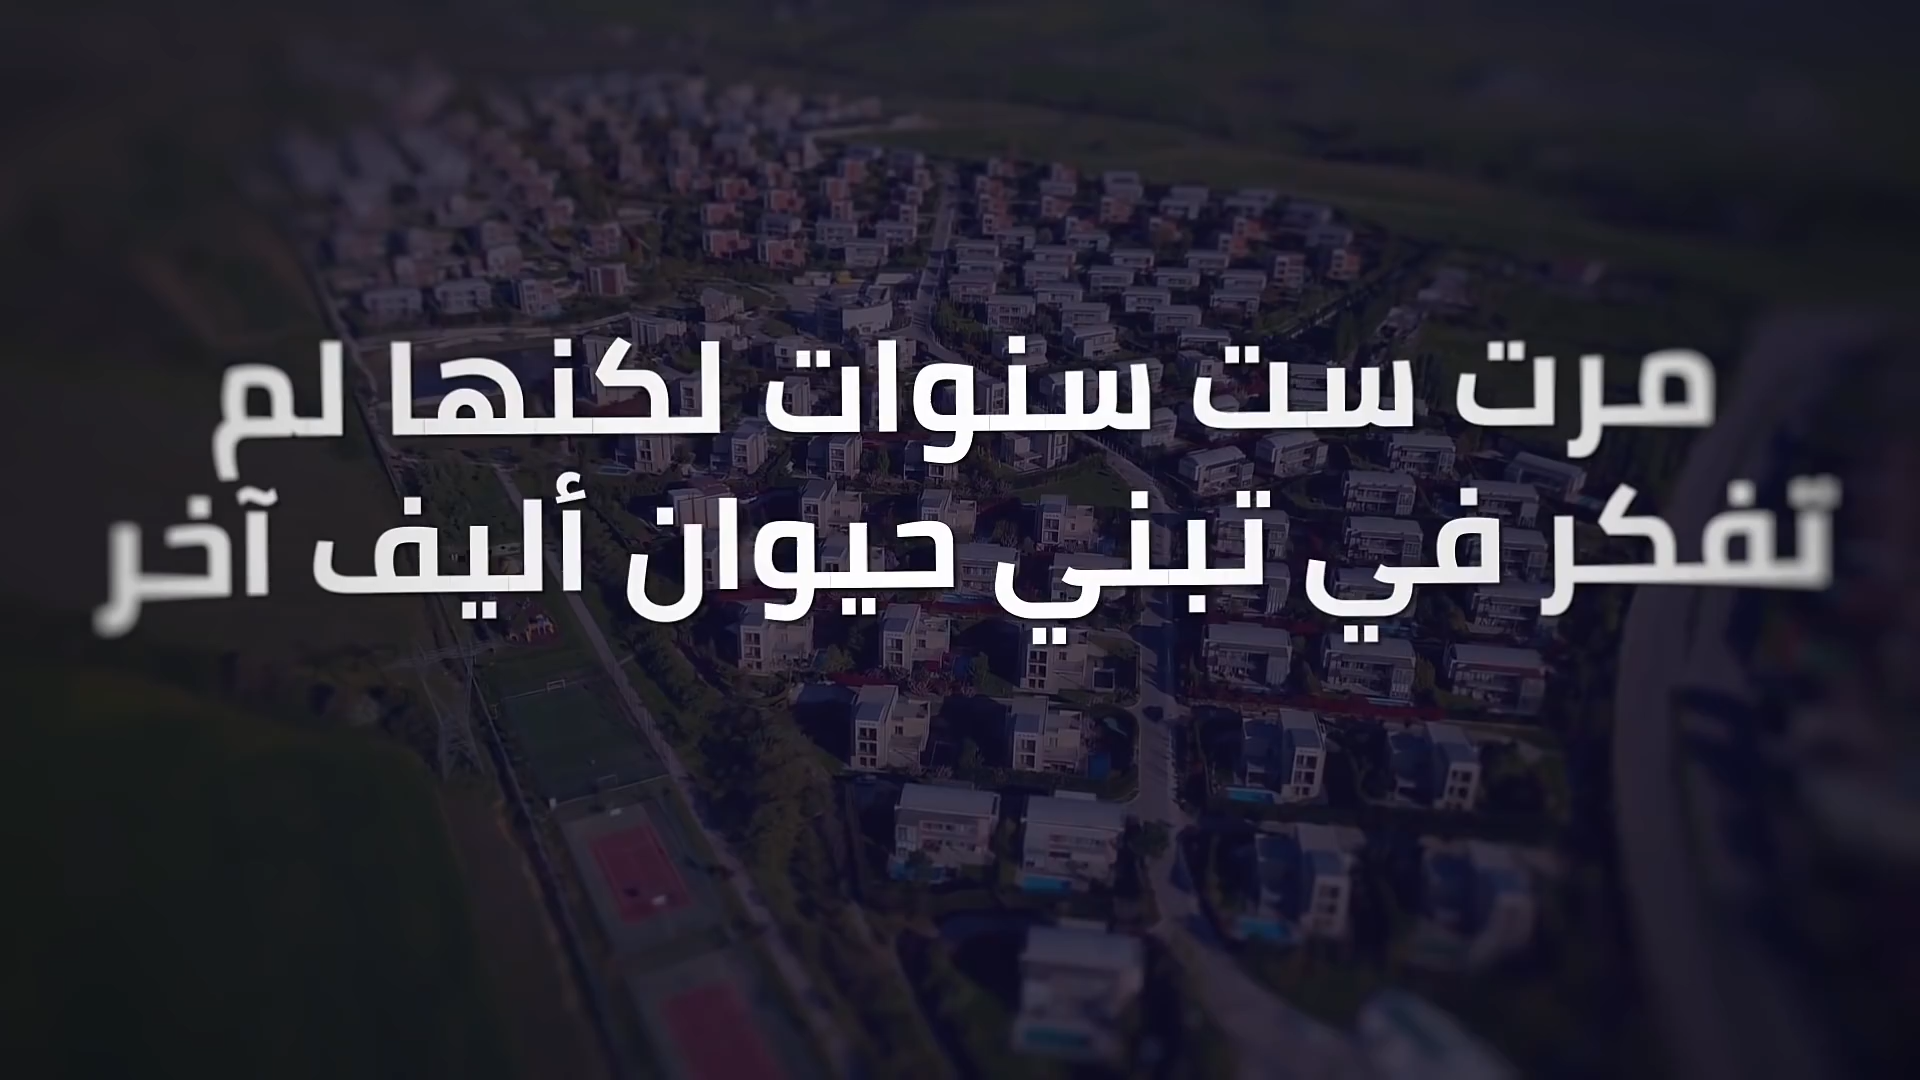 مرت ست سنوات لكنها لم
تفكر في تبني حيوان أليف آخر